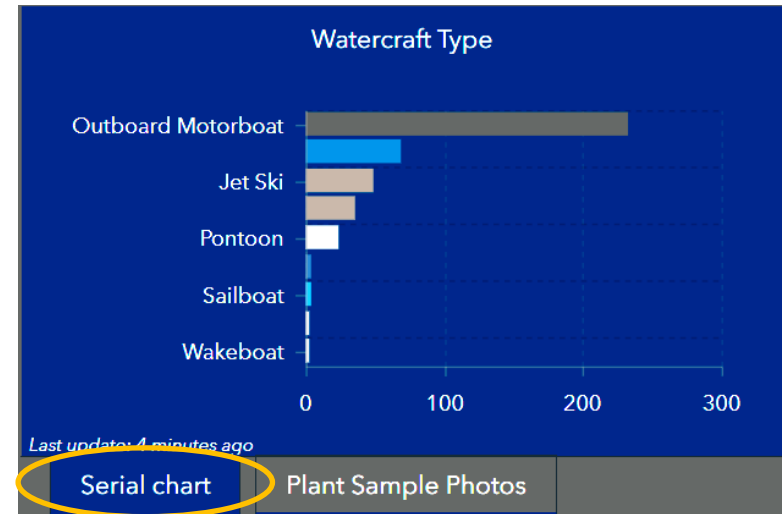 Watercraft Type
Outboard Motorboat
Jet Ski
Pontoon
Sailboat
Wakeboat
0 100 200 300
Last update: 4 minutes ago
Serial chart Plant Sample Photos